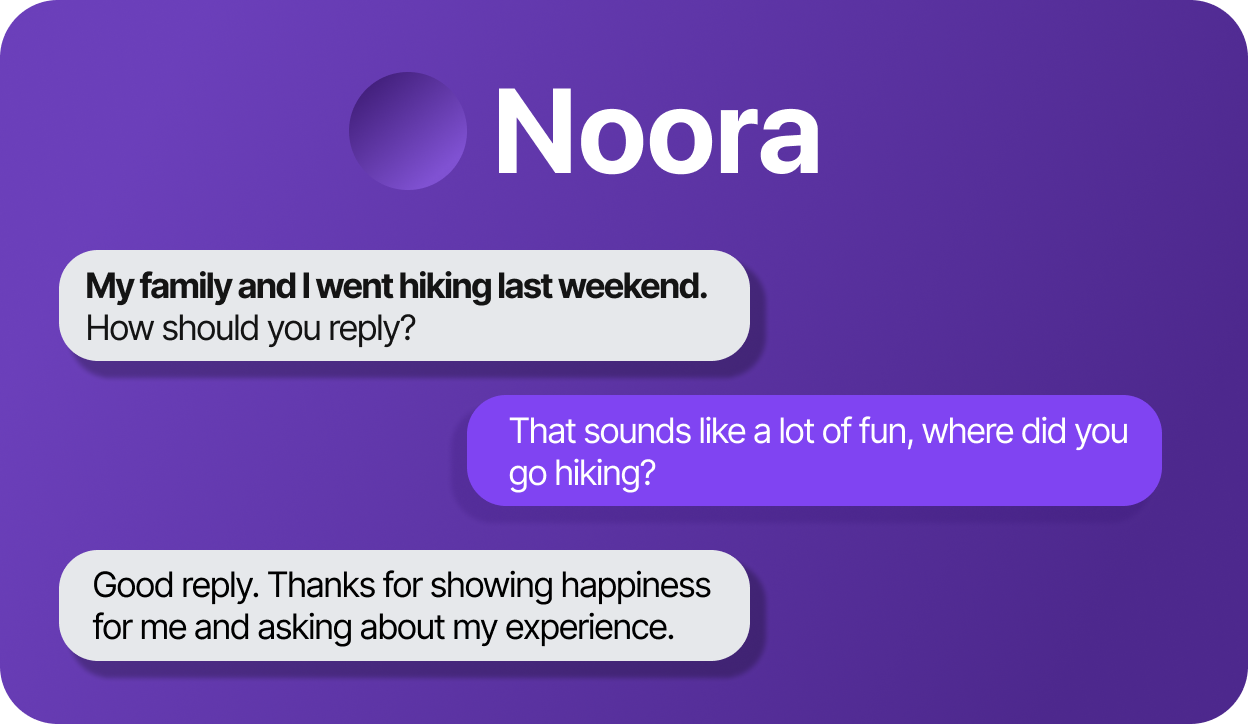 Noora
My family and I went hiking last weekend.
How should you reply?
That sounds like a lot of fun, where did you
go hiking?
Good reply. Thanks for showing happiness
for me and asking about my experience.